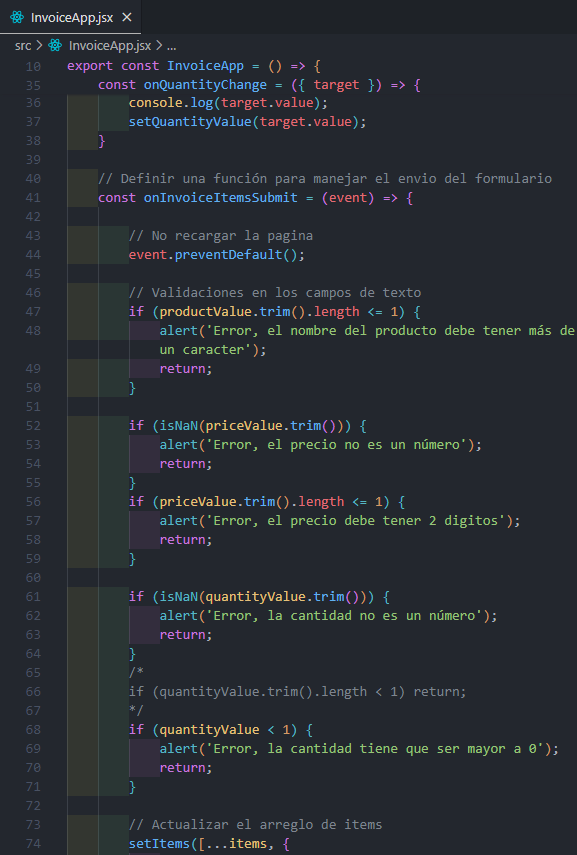 InvoiceApp.jsx ×
src > InvoiceApp.jsx > ...
10 export const InvoiceApp = () => {
35     const onQuantityChange = ({ target }) => {
36         console.log(target.value);
37         setQuantityValue(target.value);
38     }
39
40     // Definir una función para manejar el envio del formulario
41     const onInvoiceItemsSubmit = (event) => {
42
43         // No recargar la pagina
44         event.preventDefault();
45
46         // Validaciones en los campos de texto
47         if (productValue.trim().length <= 1) {
48             alert('Error, el nombre del producto debe tener más de
un caracter');
49             return;
50         }
51
52         if (isNaN(priceValue.trim())) {
53             alert('Error, el precio no es un número');
54             return;
55         }
56         if (priceValue.trim().length <= 1) {
57             alert('Error, el precio debe tener 2 digitos');
58             return;
59         }
60
61         if (isNaN(quantityValue.trim())) {
62             alert('Error, la cantidad no es un número');
63             return;
64         }
65         /*
66         if (quantityValue.trim().length < 1) return;
67         */
68         if (quantityValue < 1) {
69             alert('Error, la cantidad tiene que ser mayor a 0');
70             return;
71         }
72
73         // Actualizar el arreglo de items
74         setItems([...items, {